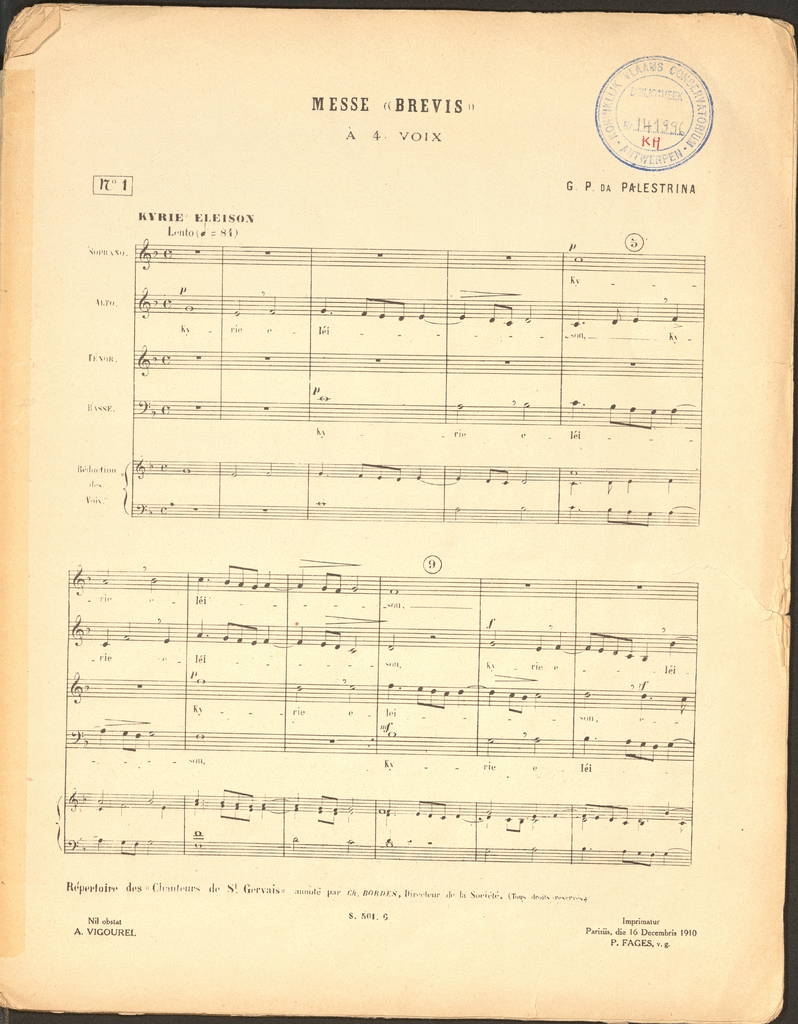 MESSE «BREVIS»
À 4 VOIX
KONINKLIJK VLAAMS CONSERVATORIUM
BIBLIOTHEEK
KH
ANTWERPEN
Nº 1
G. P. DA PALESTRINA
KYRIE ELEISON
Lento (♩ = 84)
5
SOPRANO.
p
Ky -
ALTO.
p
Ky - rie e - léi - son, Ky -
TÉNOR.
BASSE.
p
Ky - rie e - léi -
Réduction
des
Voix.
9
- rie e - léi - son,
f
- rie e - léi - son, Ky - rie e - léi -
p
sf
Ky - rie e - léi - son, e -
mf
- son, Ky - rie e - léi
Répertoire des «Chanteurs de St Gervais» annoté par Ch. BORDES, Directeur de la Société. (Tous droits réservés)
S. 501. G
Nil obstat
A. VIGOUREL
Imprimatur
Parisiis, die 16 Decembris 1910
P. FAGES, v. g.